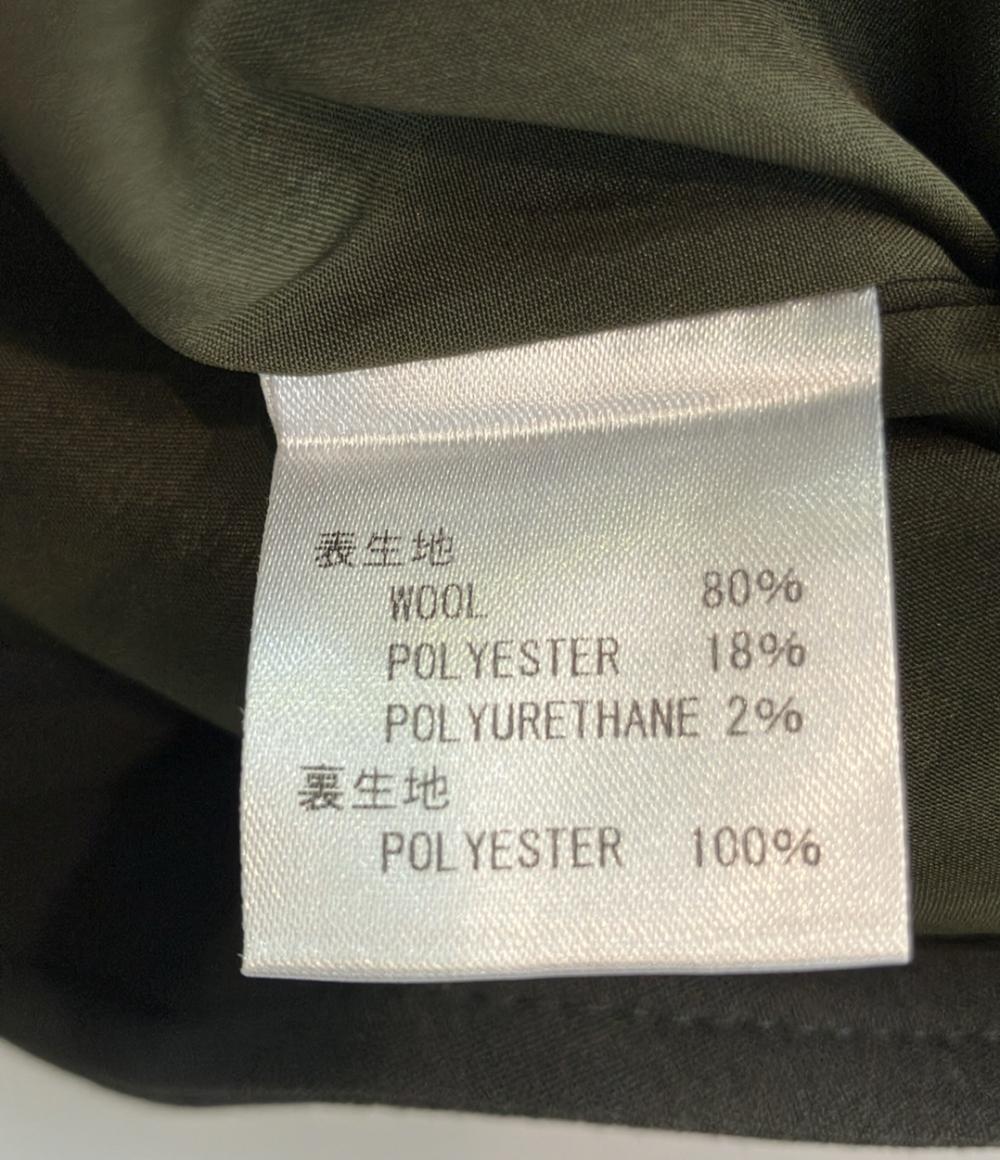 表生地
WOOL 80%
POLYESTER 18%
POLYURETHANE 2%
裏生地
POLYESTER 100%